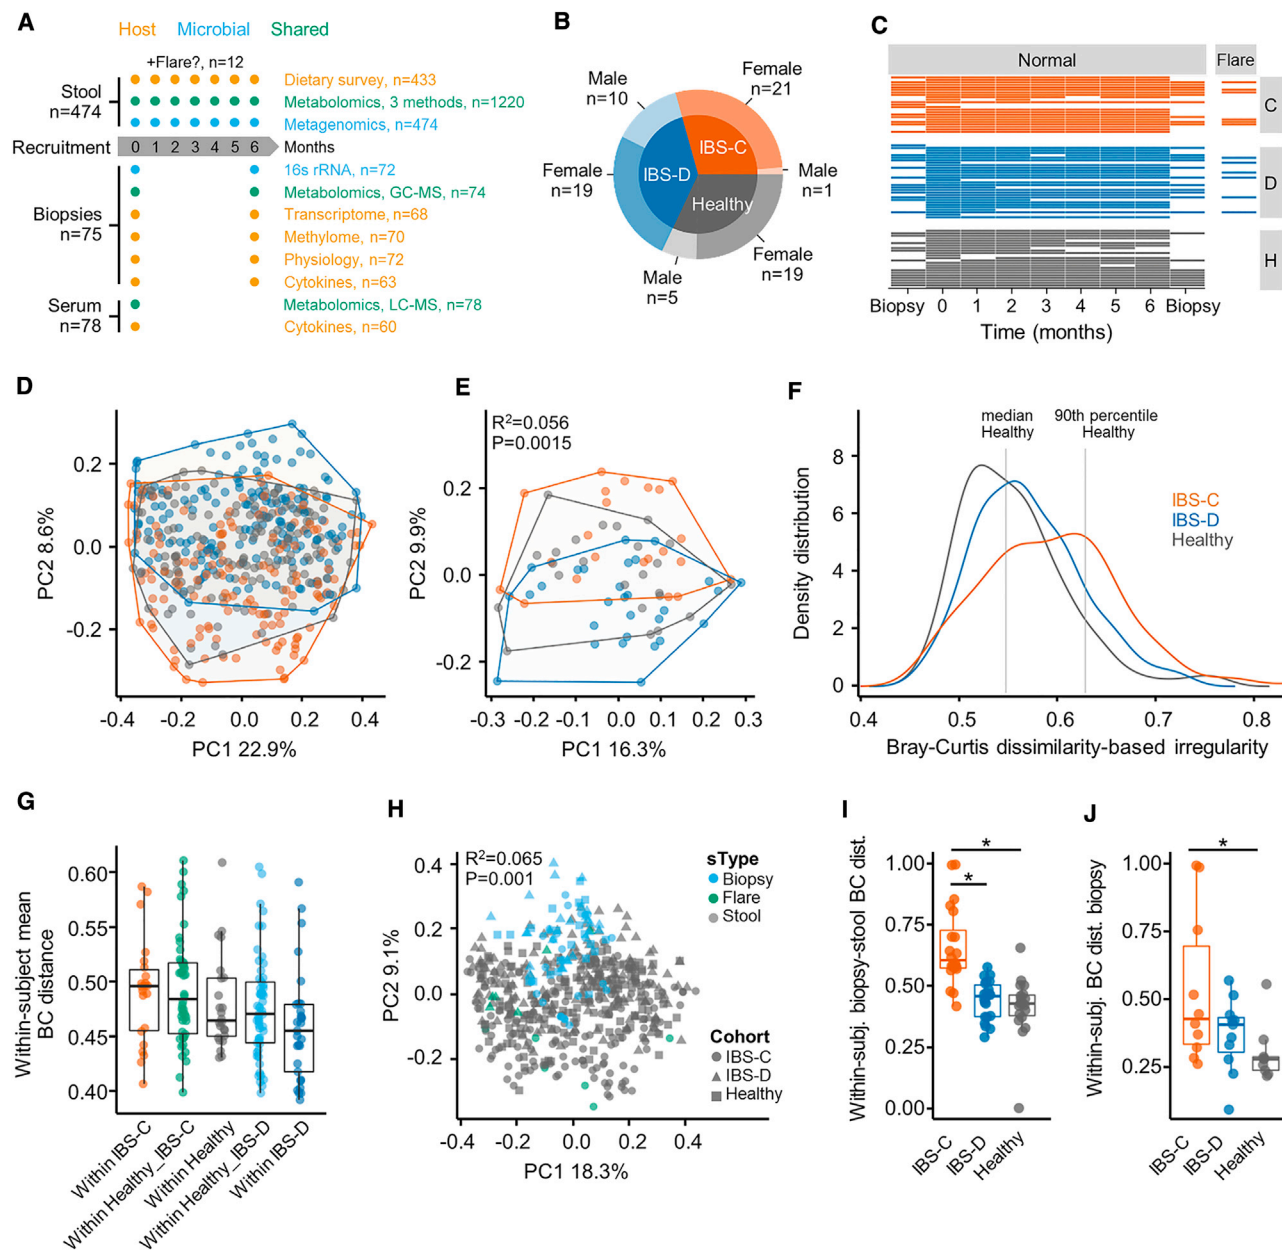 A
Host Microbial Shared
+Flare?, n=12
Stool
n=474
Dietary survey, n=433
Metabolomics, 3 methods, n=1220
Metagenomics, n=474
Recruitment 0 1 2 3 4 5 6 Months
Biopsies
n=75
16s rRNA, n=72
Metabolomics, GC-MS, n=74
Transcriptome, n=68
Methylome, n=70
Physiology, n=72
Cytokines, n=63
Serum
n=78
Metabolomics, LC-MS, n=78
Cytokines, n=60
B
Male
n=10
Female
n=21
Female
n=19
Male
n=1
Male
n=5
Female
n=19
IBS-C
IBS-D
Healthy
C
Normal Flare
C
D
H
Biopsy 0 1 2 3 4 5 6 Biopsy
Time (months)
D
PC2 8.6%
0.2
0.0
-0.2
-0.4 -0.2 0.0 0.2 0.4
PC1 22.9%
E
R²=0.056
P=0.0015
PC2 9.9%
0.2
0.0
-0.2
-0.3 -0.2 -0.1 0.0 0.1 0.2 0.3
PC1 16.3%
F
median
Healthy
90th percentile
Healthy
IBS-C
IBS-D
Healthy
Density distribution
8
6
4
2
0
0.4 0.5 0.6 0.7 0.8
Bray-Curtis dissimilarity-based irregularity
G
Within-subject mean
BC distance
0.60
0.55
0.50
0.45
0.40
Within IBS-C
Within Healthy_IBS-C
Within Healthy
Within Healthy_IBS-D
Within IBS-D
H
R²=0.065
P=0.001
PC2 9.1%
0.4
0.2
0.0
-0.2
-0.4 -0.2 0.0 0.2 0.4
PC1 18.3%
sType
Biopsy
Flare
Stool
Cohort
IBS-C
IBS-D
Healthy
I
Within-subj. biopsy-stool BC dist.
1.00
0.75
0.50
0.25
0.00
*
*
IBS-C
IBS-D
Healthy
J
Within-subj. BC dist. biopsy
1.00
0.75
0.50
0.25
*
IBS-C
IBS-D
Healthy